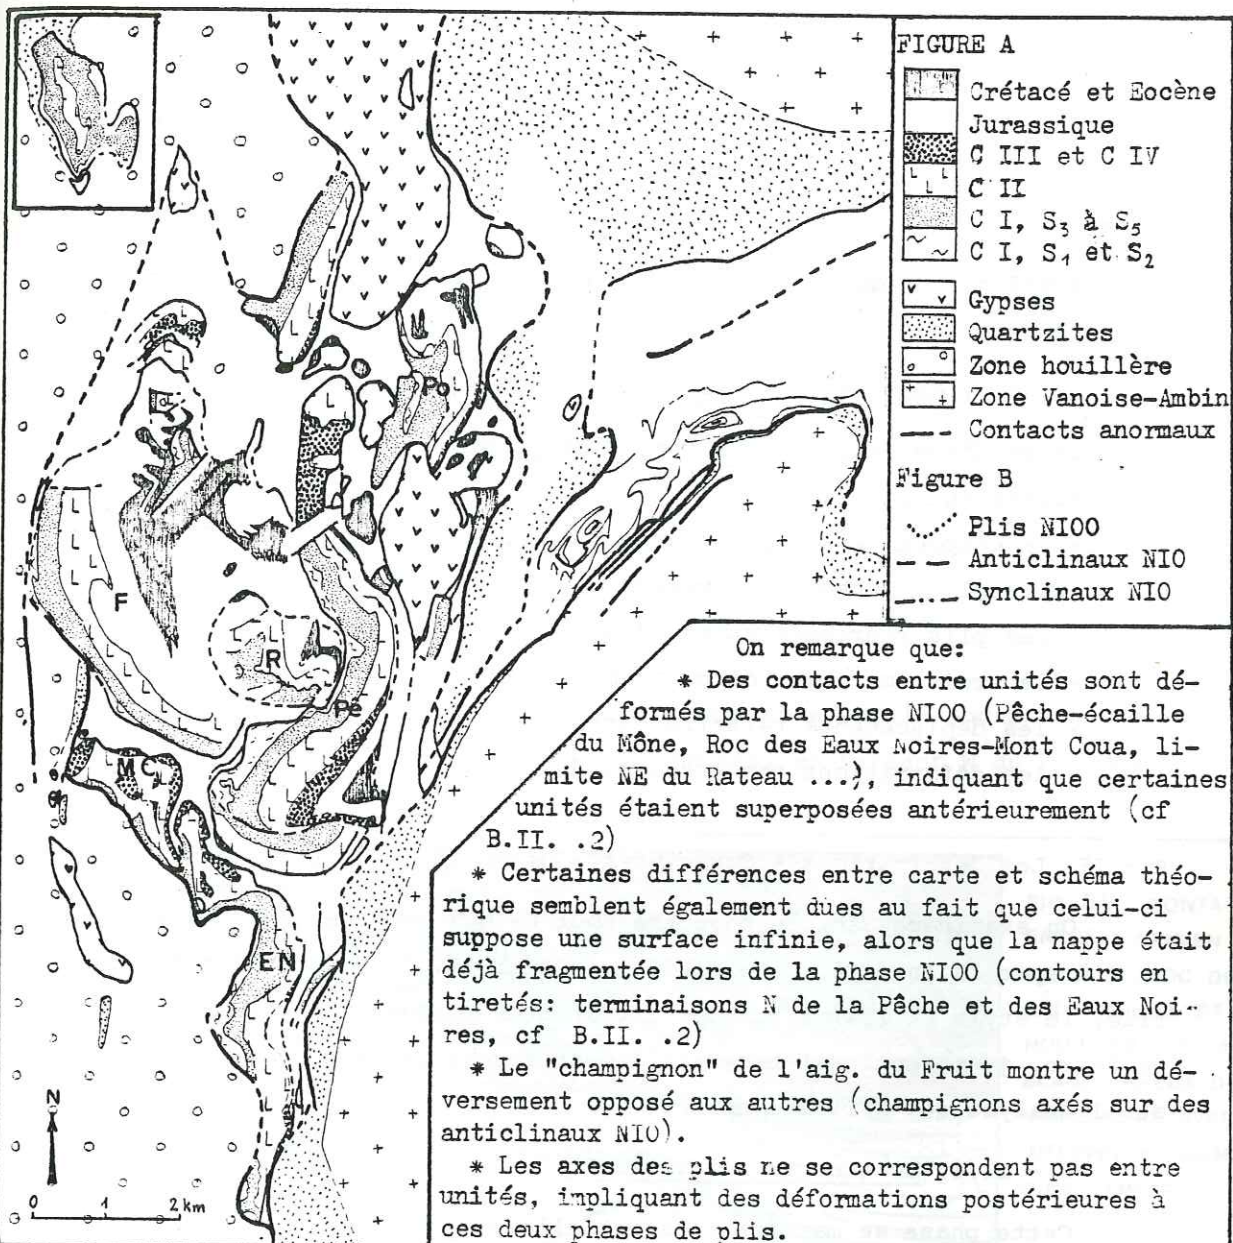 FIGURE A
Crétacé et Eocène
Jurassique
C III et C IV
C II
C I, S₃ à S₅
C I, S₁ et S₂
Gypses
Quartzites
Zone houillère
Zone Vanoise-Ambin
Contacts anormaux
Figure B
Plis NIOO
Anticlinaux NIO
Synclinaux NIO
M
Po
F
R
Pê
MC
EN
N
0 1 2 km
On remarque que:
* Des contacts entre unités sont dé-
formés par la phase NIOO (Pêche-écaille
du Mône, Roc des Eaux Noires-Mont Coua, li-
mite NE du Rateau ...), indiquant que certaines
unités étaient superposées antérieurement (cf
B.II. .2)
* Certaines différences entre carte et schéma théo-
rique semblent également dues au fait que celui-ci
suppose une surface infinie, alors que la nappe était
déjà fragmentée lors de la phase NIOO (contours en
tiretés: terminaisons N de la Pêche et des Eaux Noi-
res, cf B.II. .2)
* Le "champignon" de l'aig. du Fruit montre un dé-
versement opposé aux autres (champignons axés sur des
anticlinaux NIO).
* Les axes des plis ne se correspondent pas entre
unités, impliquant des déformations postérieures à
ces deux phases de plis.